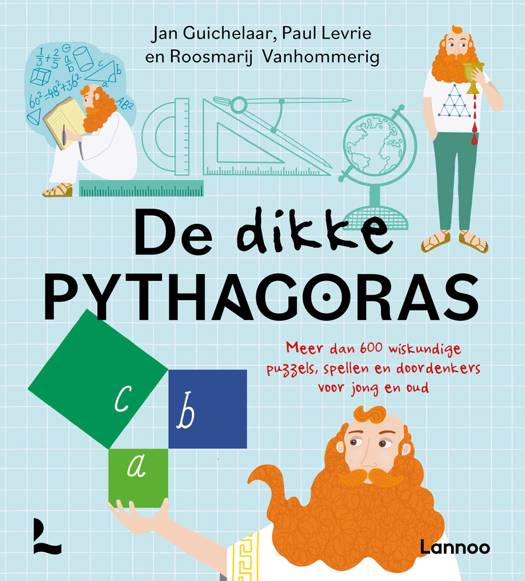 Jan Guichelaar, Paul Levrie
en Roosmarij Vanhommerig
De dikke
PYTHAGORAS
Meer dan 600 wiskundige
puzzels, spellen en doordenkers
voor jong en oud
c
b
a
Lannoo